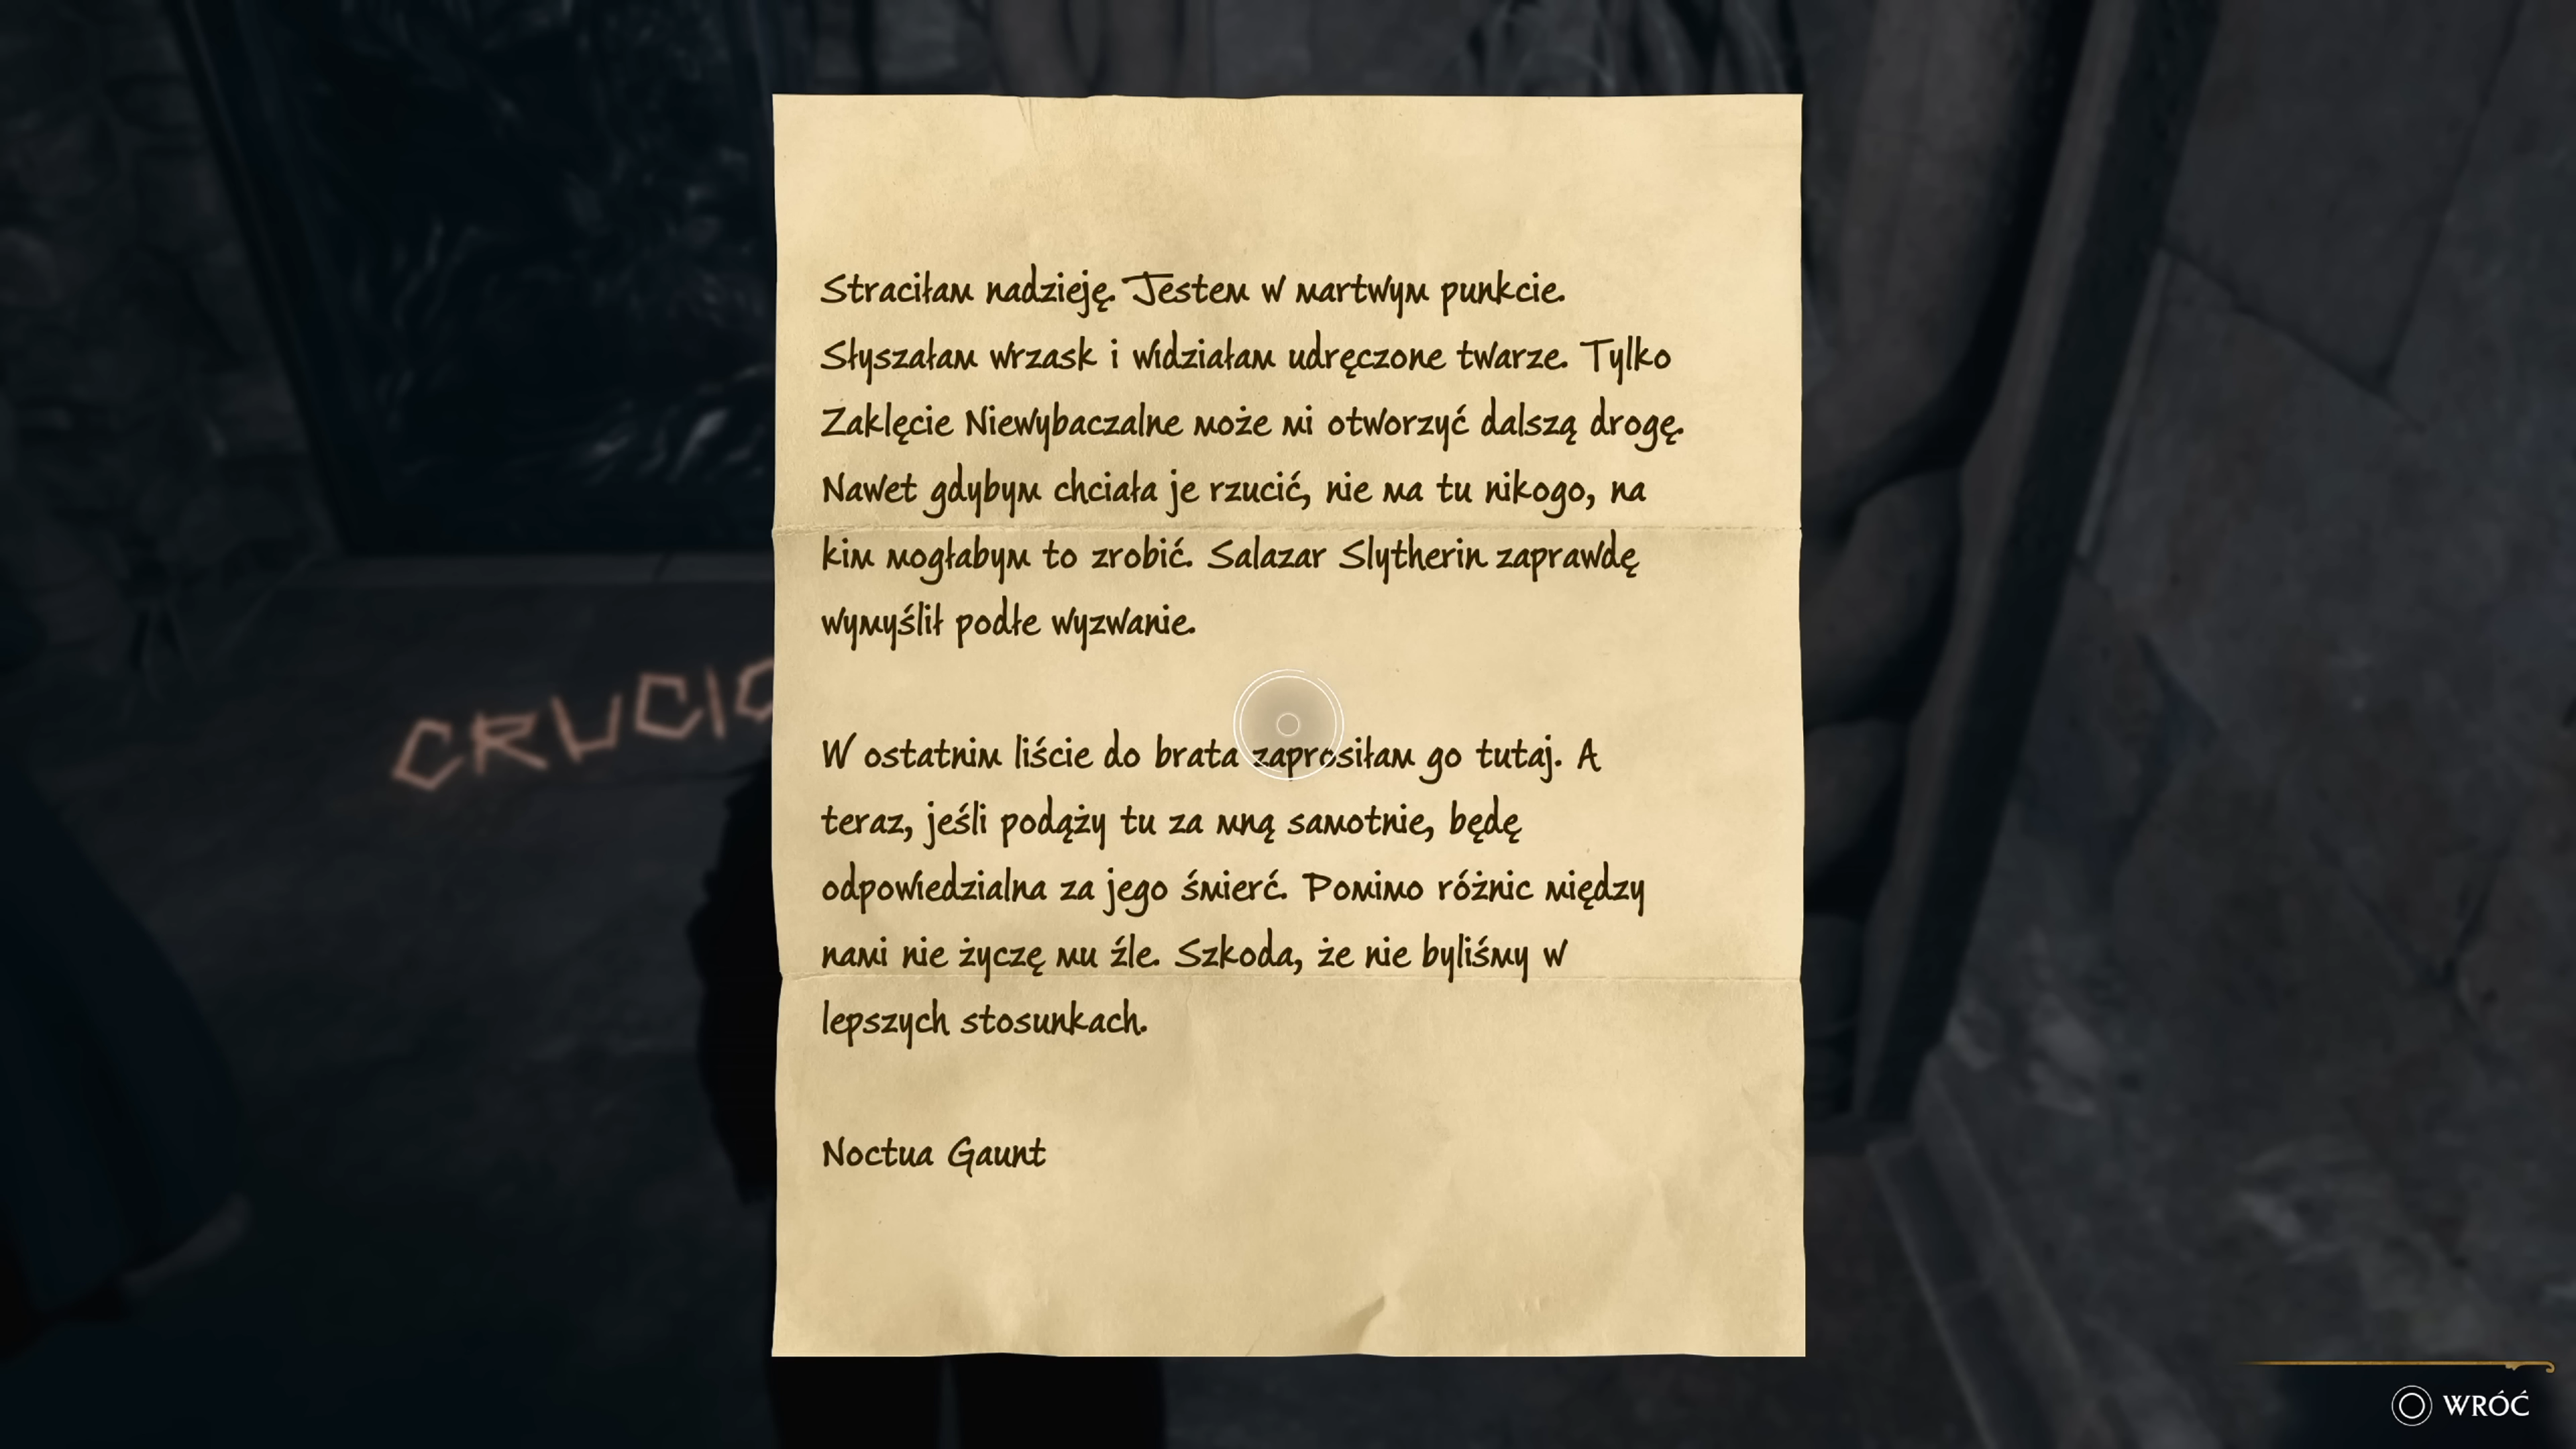 Straciłam nadzieję. Jestem w martwym punkcie.
Słyszałam wrzask i widziałam udręczone twarze. Tylko
Zaklęcie Niewybaczalne może mi otworzyć dalszą drogę.
Nawet gdybym chciała je rzucić, nie ma tu nikogo, na
kim mogłabym to zrobić. Salazar Slytherin zaprawdę
wymyślił podłe wyzwanie.
CRUCIO
W ostatnim liście do brata zaprosiłam go tutaj. A
teraz, jeśli podąży tu za mną samotnie, będę
odpowiedzialna za jego śmierć. Pomimo różnic między
nami nie życzę mu źle. Szkoda, że nie byliśmy w
lepszych stosunkach.
Noctua Gaunt
WRÓĆ